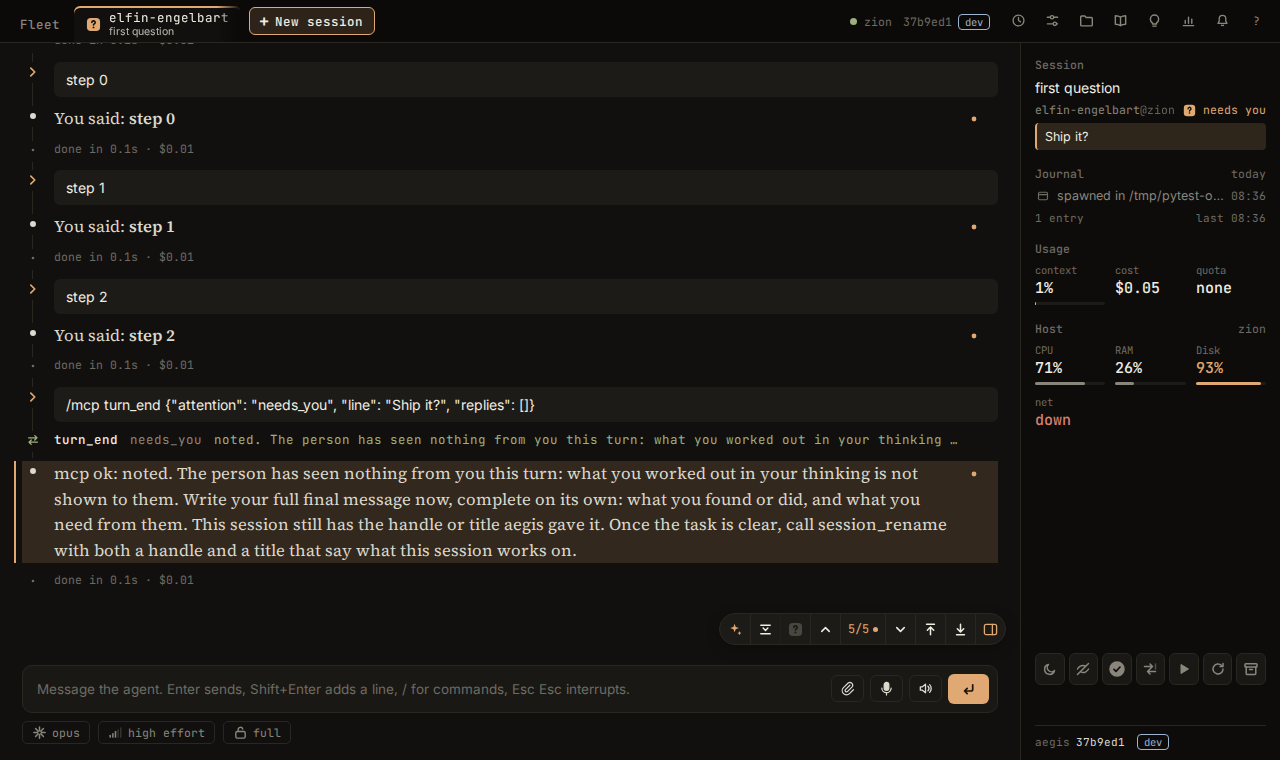 Fleet
elfin-engelbart
first question
+ New session
zion 37b9ed1 dev
?
step 0
You said: step 0
done in 0.1s · $0.01
step 1
You said: step 1
done in 0.1s · $0.01
step 2
You said: step 2
done in 0.1s · $0.01
/mcp turn_end {"attention": "needs_you", "line": "Ship it?", "replies": []}
turn_end needs_you noted. The person has seen nothing from you this turn: what you worked out in your thinking …
mcp ok: noted. The person has seen nothing from you this turn: what you worked out in your thinking is not
shown to them. Write your full final message now, complete on its own: what you found or did, and what you
need from them. This session still has the handle or title aegis gave it. Once the task is clear, call session_rename
with both a handle and a title that say what this session works on.
done in 0.1s · $0.01
5/5
Message the agent. Enter sends, Shift+Enter adds a line, / for commands, Esc Esc interrupts.
opus
high effort
full
Session
first question
elfin-engelbart@zion ? needs you
Ship it?
Journal today
spawned in /tmp/pytest-o… 08:36
1 entry last 08:36
Usage
context cost quota
1% $0.05 none
Host zion
CPU RAM Disk
71% 26% 93%
net
down
aegis 37b9ed1 dev